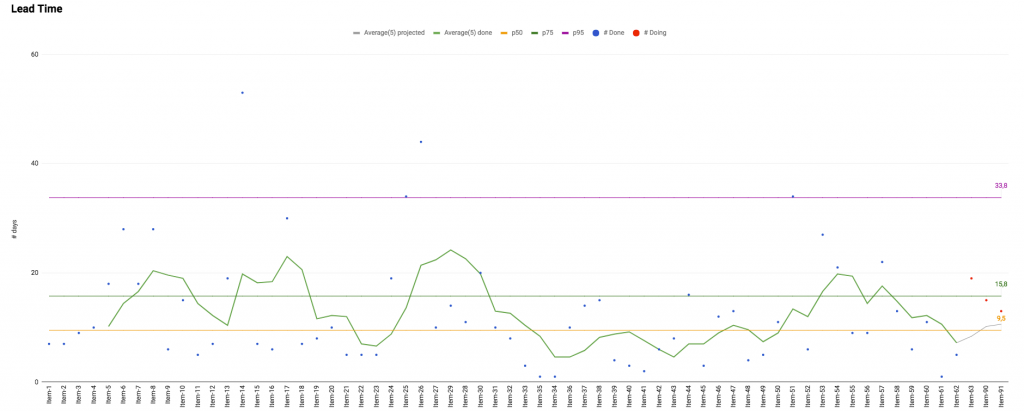 Lead Time
Average(5) projected
Average(5) done
p50
p75
p95
# Done
# Doing
60
40
20
0
# days
33,8
15,8
9,5
Item-1
Item-2
Item-3
Item-4
Item-5
Item-6
Item-7
Item-8
Item-9
Item-10
Item-11
Item-12
Item-13
Item-14
Item-15
Item-16
Item-17
Item-18
Item-19
Item-20
Item-21
Item-22
Item-23
Item-24
Item-25
Item-26
Item-27
Item-28
Item-29
Item-30
Item-31
Item-32
Item-33
Item-35
Item-34
Item-36
Item-37
Item-38
Item-39
Item-40
Item-41
Item-42
Item-43
Item-44
Item-45
Item-46
Item-47
Item-48
Item-49
Item-50
Item-51
Item-52
Item-53
Item-54
Item-55
Item-56
Item-57
Item-58
Item-59
Item-60
Item-61
Item-62
Item-63
Item-90
Item-91